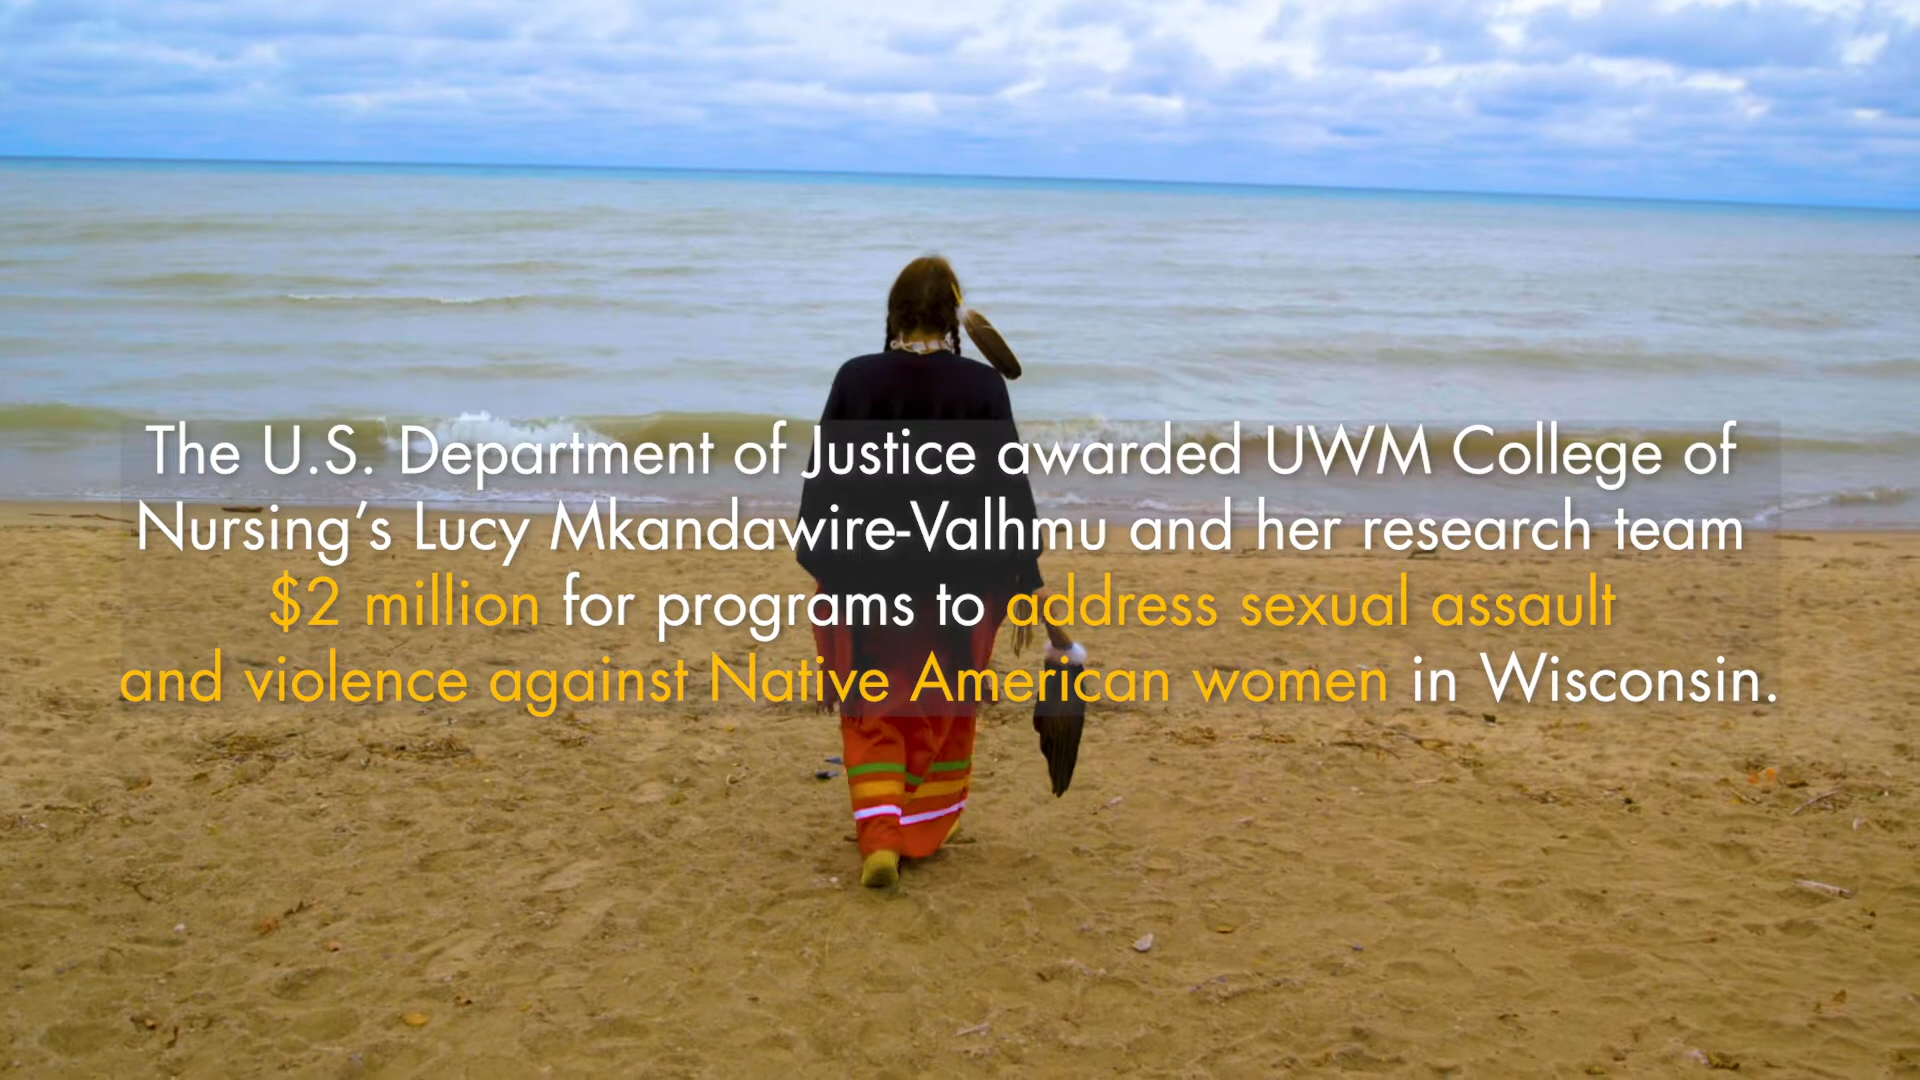 The U.S. Department of Justice awarded UWM College of
Nursing’s Lucy Mkandawire-Valhmu and her research team
$2 million for programs to address sexual assault
and violence against Native American women in Wisconsin.